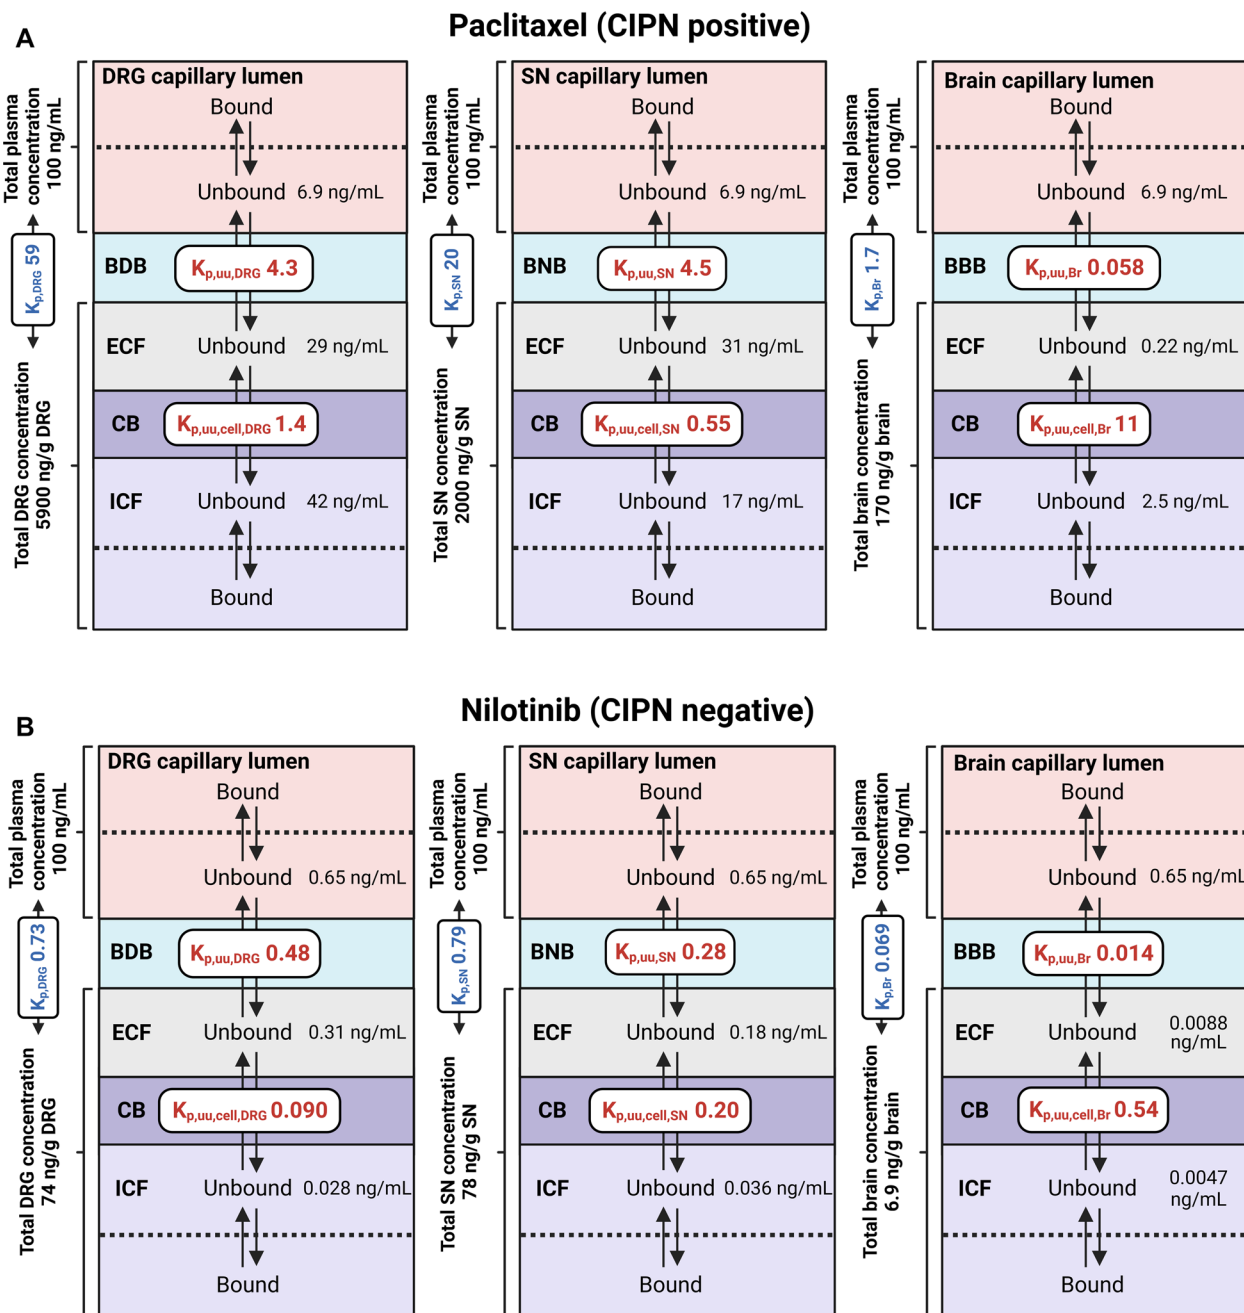 A
Paclitaxel (CIPN positive)
Total plasma
concentration
100 ng/mL
Kp,DRG 59
Total DRG concentration
5900 ng/g DRG
DRG capillary lumen
Bound
Unbound 6.9 ng/mL
BDB Kp,uu,DRG 4.3
ECF Unbound 29 ng/mL
CB Kp,uu,cell,DRG 1.4
ICF Unbound 42 ng/mL
Bound
Total plasma
concentration
100 ng/mL
Kp,SN 20
Total SN concentration
2000 ng/g SN
SN capillary lumen
Bound
Unbound 6.9 ng/mL
BNB Kp,uu,SN 4.5
ECF Unbound 31 ng/mL
CB Kp,uu,cell,SN 0.55
ICF Unbound 17 ng/mL
Bound
Total plasma
concentration
100 ng/mL
Kp,Br 1.7
Total brain concentration
170 ng/g brain
Brain capillary lumen
Bound
Unbound 6.9 ng/mL
BBB Kp,uu,Br 0.058
ECF Unbound 0.22 ng/mL
CB Kp,uu,cell,Br 11
ICF Unbound 2.5 ng/mL
Bound
B
Nilotinib (CIPN negative)
Total plasma
concentration
100 ng/mL
Kp,DRG 0.73
Total DRG concentration
74 ng/g DRG
DRG capillary lumen
Bound
Unbound 0.65 ng/mL
BDB Kp,uu,DRG 0.48
ECF Unbound 0.31 ng/mL
CB Kp,uu,cell,DRG 0.090
ICF Unbound 0.028 ng/mL
Bound
Total plasma
concentration
100 ng/mL
Kp,SN 0.79
Total SN concentration
78 ng/g SN
SN capillary lumen
Bound
Unbound 0.65 ng/mL
BNB Kp,uu,SN 0.28
ECF Unbound 0.18 ng/mL
CB Kp,uu,cell,SN 0.20
ICF Unbound 0.036 ng/mL
Bound
Total plasma
concentration
100 ng/mL
Kp,Br 0.069
Total brain concentration
6.9 ng/g brain
Brain capillary lumen
Bound
Unbound 0.65 ng/mL
BBB Kp,uu,Br 0.014
ECF Unbound 0.0088
ng/mL
CB Kp,uu,cell,Br 0.54
ICF Unbound 0.0047
ng/mL
Bound